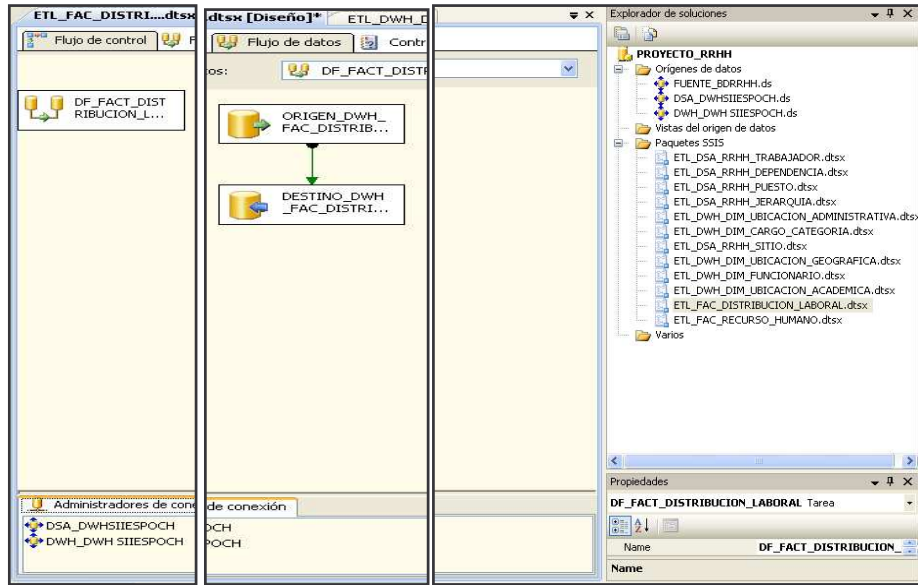 ETL_FAC_DISTRI....dtsx
.dtsx [Diseño]*
ETL_DWH_D
Flujo de control
F
Flujo de datos
Contr
os:
DF_FACT_DISTR
DF_FACT_DIST
RIBUCION_L...
ORIGEN_DWH_
FAC_DISTRIB...
DESTINO_DWH
_FAC_DISTRI...
Administradores de cone
de conexión
DSA_DWHSIIESPOCH
OCH
DWH_DWH SIIESPOCH
POCH
Explorador de soluciones
PROYECTO_RRHH
Orígenes de datos
FUENTE_BDRRHH.ds
DSA_DWHSIIESPOCH.ds
DWH_DWH SIIESPOCH.ds
Vistas del origen de datos
Paquetes SSIS
ETL_DSA_RRHH_TRABAJADOR.dtsx
ETL_DSA_RRHH_DEPENDENCIA.dtsx
ETL_DSA_RRHH_PUESTO.dtsx
ETL_DSA_RRHH_JERARQUIA.dtsx
ETL_DWH_DIM_UBICACION_ADMINISTRATIVA.dtsx
ETL_DWH_DIM_CARGO_CATEGORIA.dtsx
ETL_DSA_RRHH_SITIO.dtsx
ETL_DWH_DIM_UBICACION_GEOGRAFICA.dtsx
ETL_DWH_DIM_FUNCIONARIO.dtsx
ETL_DWH_DIM_UBICACION_ACADEMICA.dtsx
ETL_FAC_DISTRIBUCION_LABORAL.dtsx
ETL_FAC_RECURSO_HUMANO.dtsx
Varios
Propiedades
DF_FACT_DISTRIBUCION_LABORAL Tarea
Name
DF_FACT_DISTRIBUCION_
Name